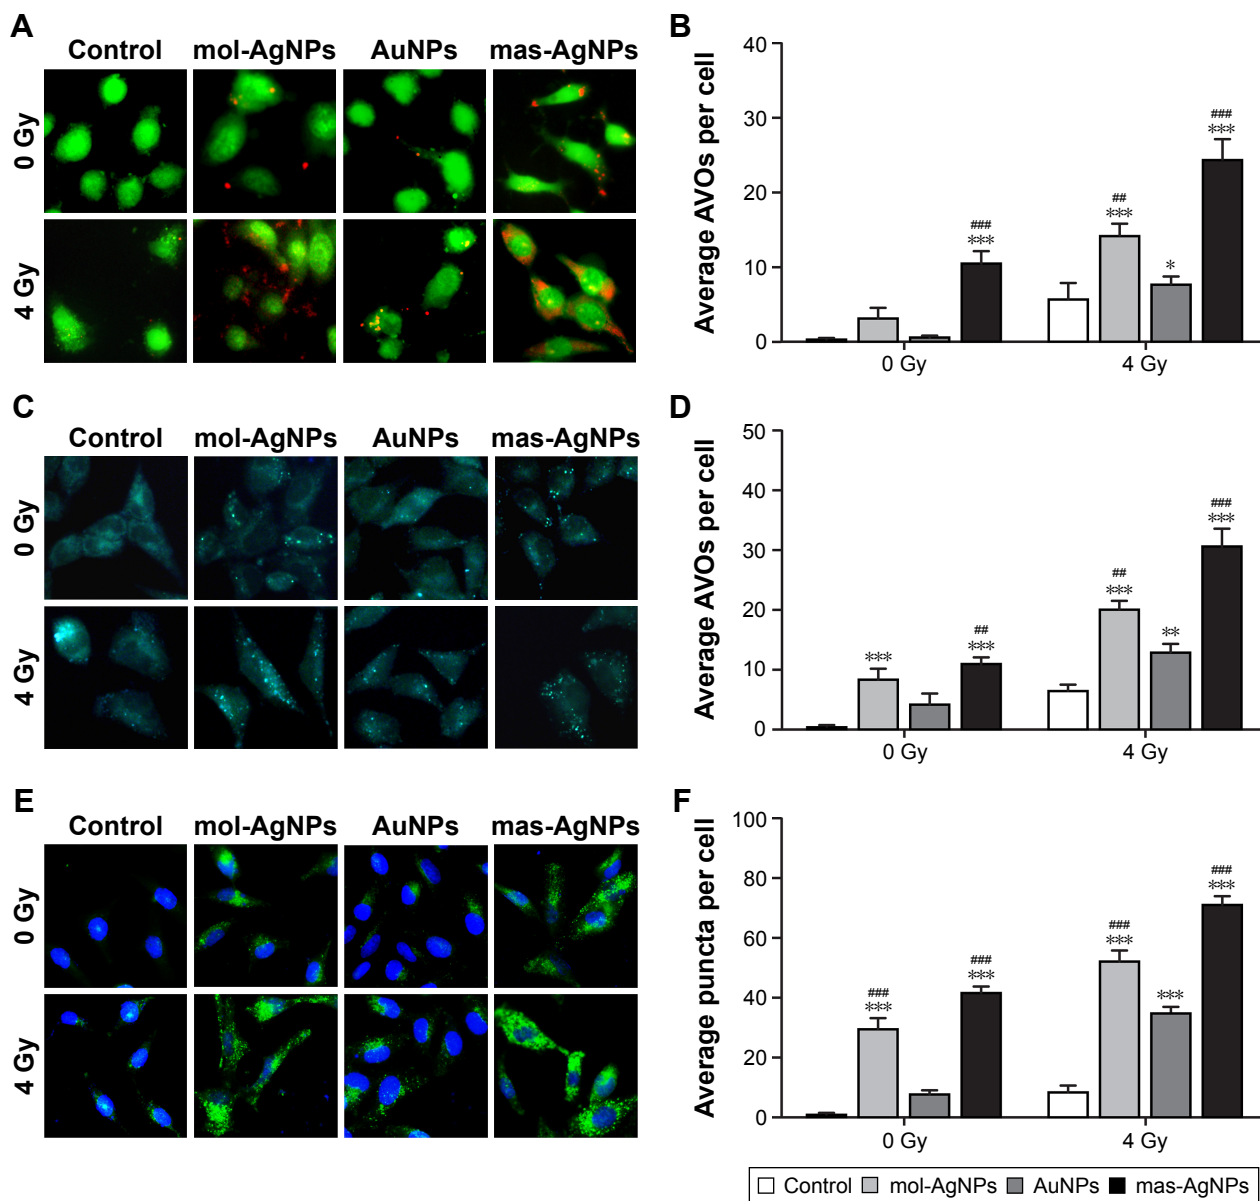 A
Control mol-AgNPs AuNPs mas-AgNPs
0 Gy
4 Gy
B
Average AVOs per cell
40
30
20
10
0
###
***
##
***
*
###
***
0 Gy 4 Gy
C
Control mol-AgNPs AuNPs mas-AgNPs
0 Gy
4 Gy
D
Average AVOs per cell
50
40
30
20
10
0
***
##
***
##
***
**
###
***
0 Gy 4 Gy
E
Control mol-AgNPs AuNPs mas-AgNPs
0 Gy
4 Gy
F
Average puncta per cell
100
80
60
40
20
0
###
***
###
***
###
***
***
###
***
0 Gy 4 Gy
Control mol-AgNPs AuNPs mas-AgNPs